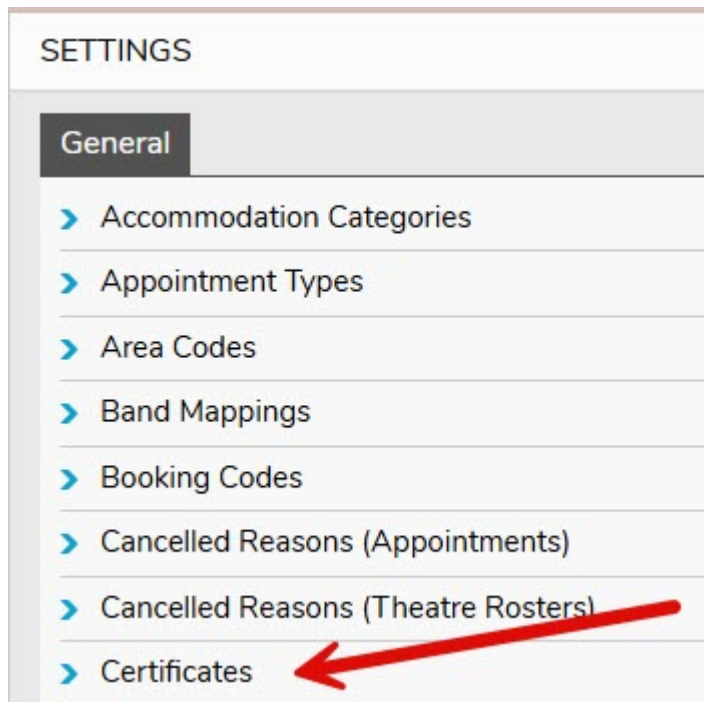 SETTINGS
General
Accommodation Categories
Appointment Types
Area Codes
Band Mappings
Booking Codes
Cancelled Reasons (Appointments)
Cancelled Reasons (Theatre Rosters)
Certificates